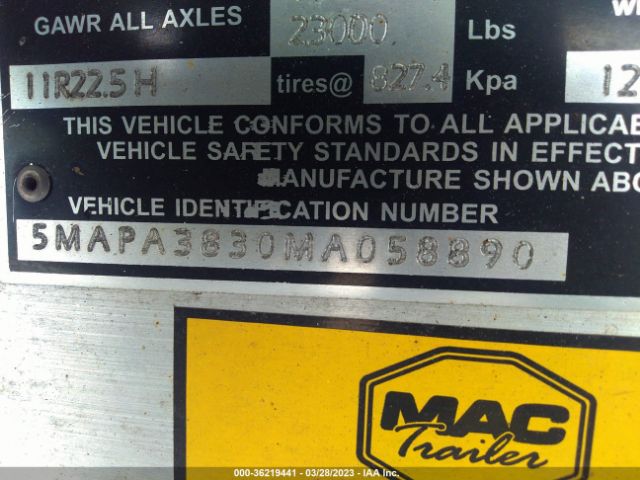 GAWR ALL AXLES 23000 Lbs
11R22.5H tires@ 827.4 Kpa 12
THIS VEHICLE CONFORMS TO ALL APPLICAB
VEHICLE SAFETY STANDARDS IN EFFECT
MANUFACTURE SHOWN ABO
VEHICLE IDENTIFICATION NUMBER
5MAPA3830MA058890
MAC
Trailer
000-36219441 — 03/28/2023 — IAA Inc.